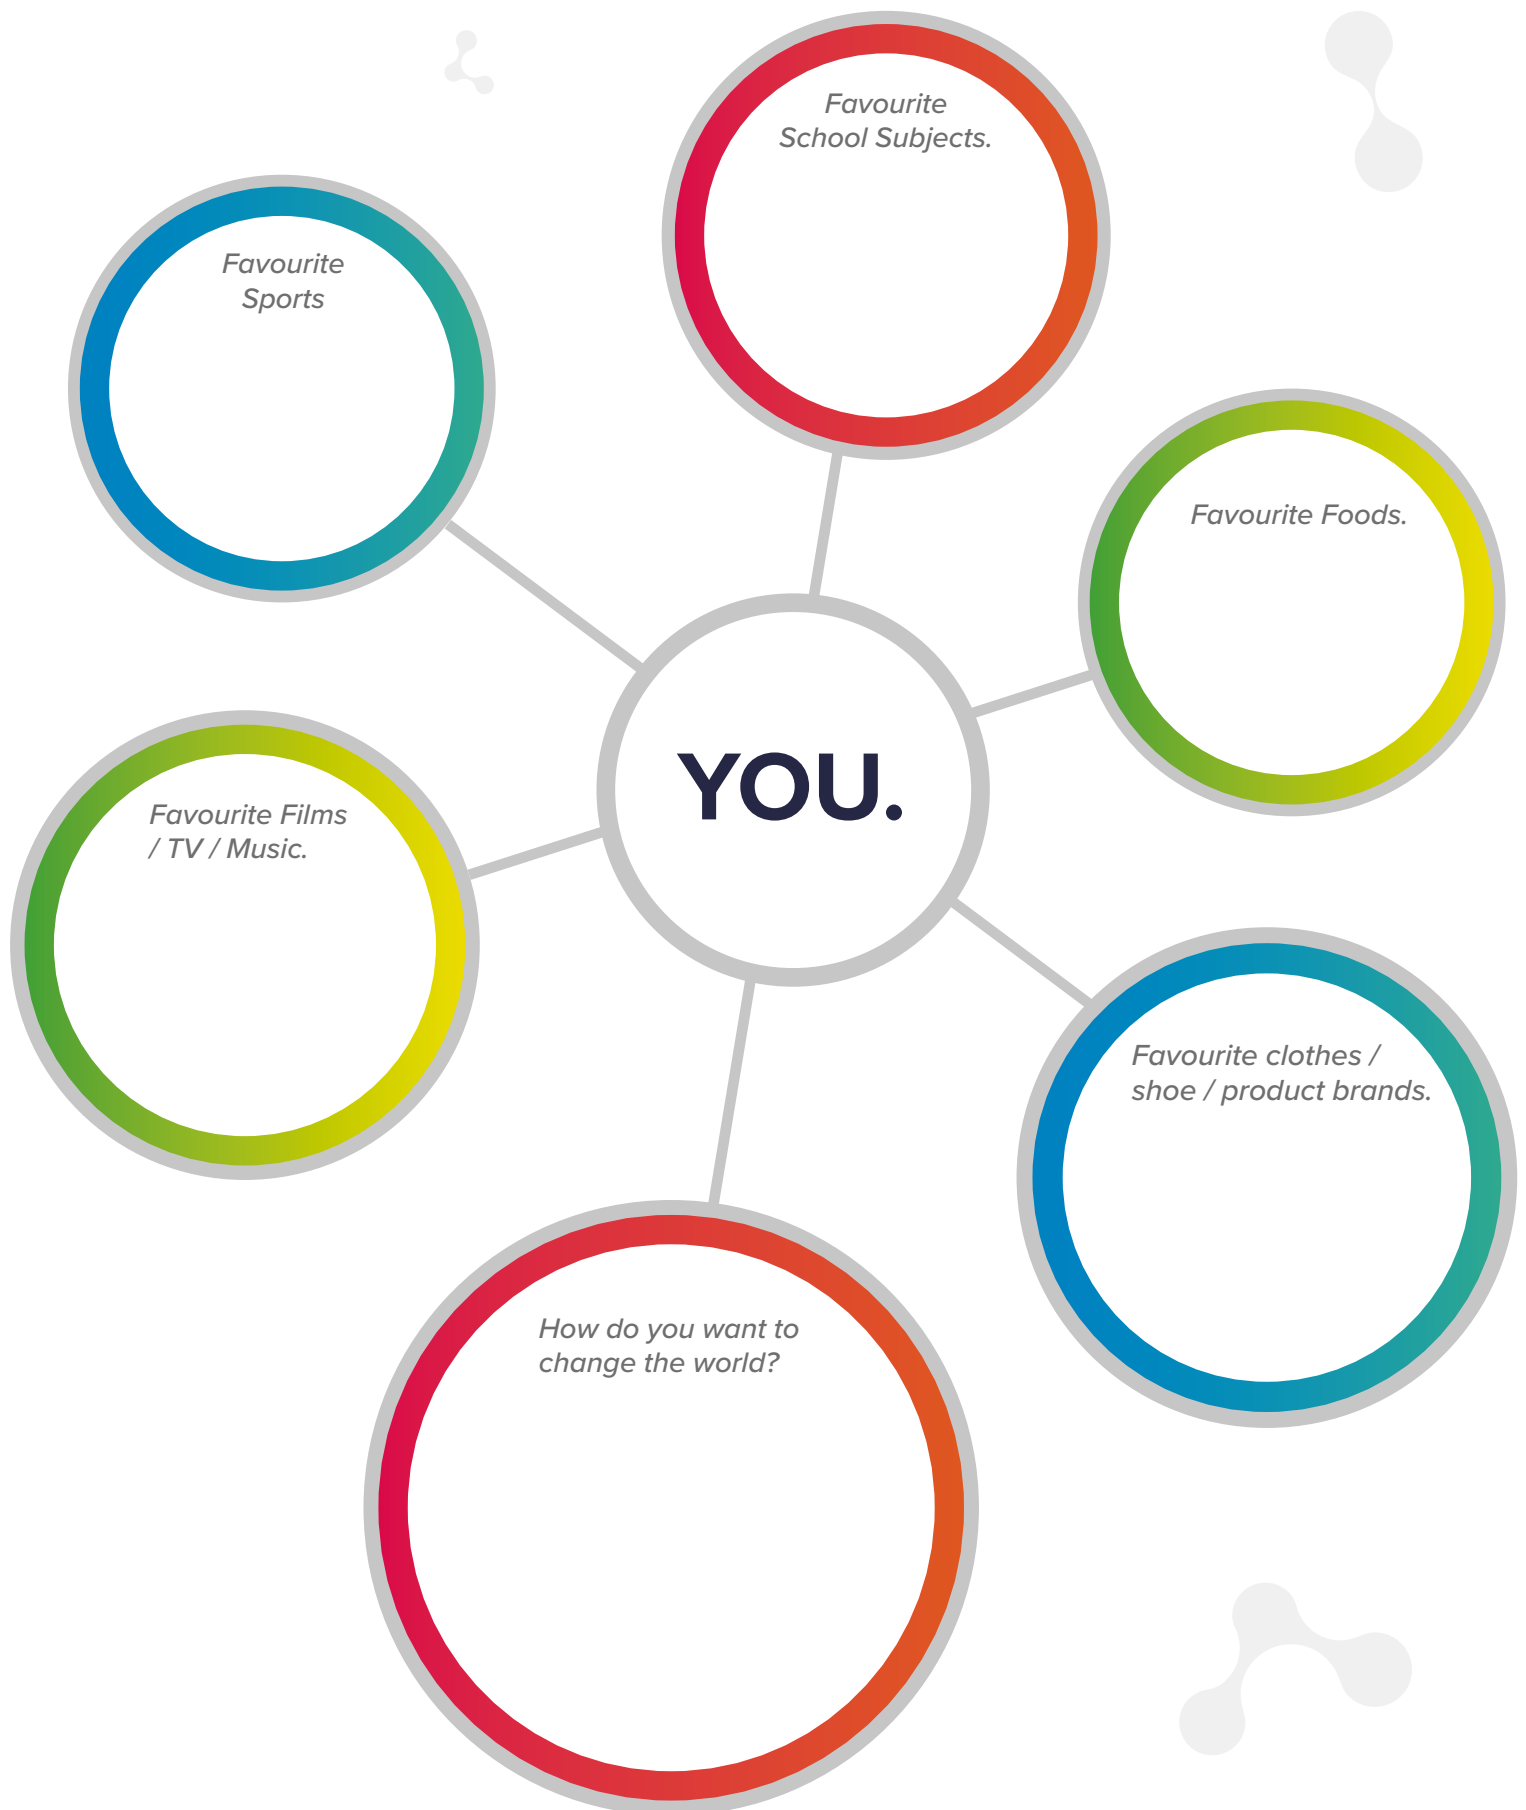 Favourite
School Subjects.
Favourite
Sports
Favourite Foods.
YOU.
Favourite Films
/ TV / Music.
Favourite clothes /
shoe / product brands.
How do you want to
change the world?